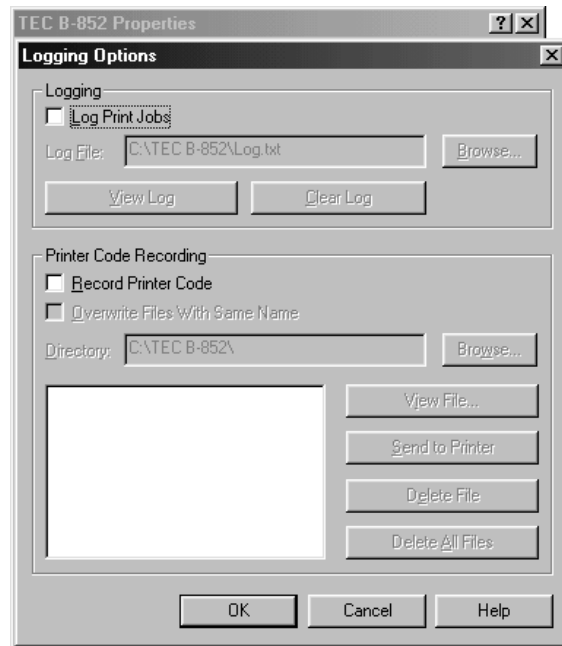 TEC B-852 Properties
Logging Options
Logging
Log Print Jobs
Log File: C:\TEC B-852\Log.txt Browse...
View Log Clear Log
Printer Code Recording
Record Printer Code
Overwrite Files With Same Name
Directory: C:\TEC B-852\ Browse...
View File...
Send to Printer
Delete File
Delete All Files
OK Cancel Help